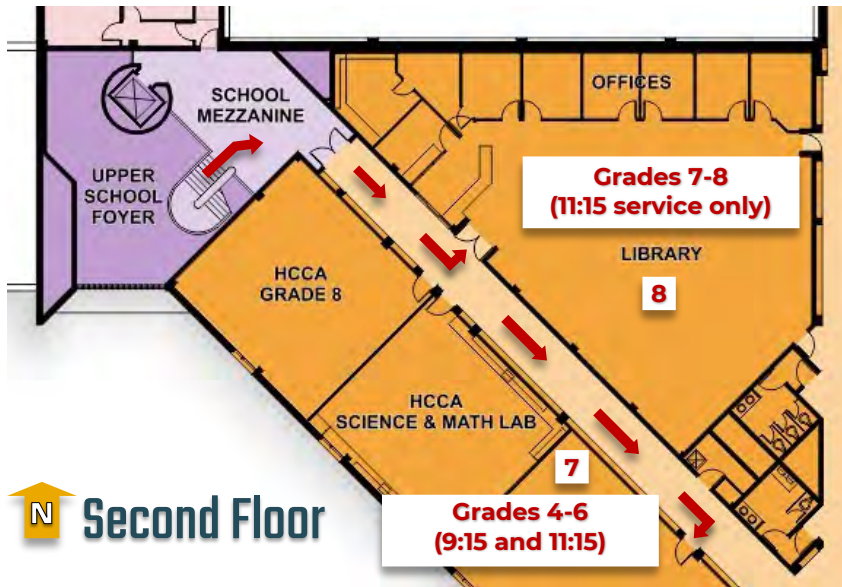 OFFICES
SCHOOL
MEZZANINE
UPPER
SCHOOL
FOYER
Grades 7-8
(11:15 service only)
LIBRARY
8
HCCA
GRADE 8
HCCA
SCIENCE & MATH LAB
7
Grades 4-6
(9:15 and 11:15)
N
Second Floor